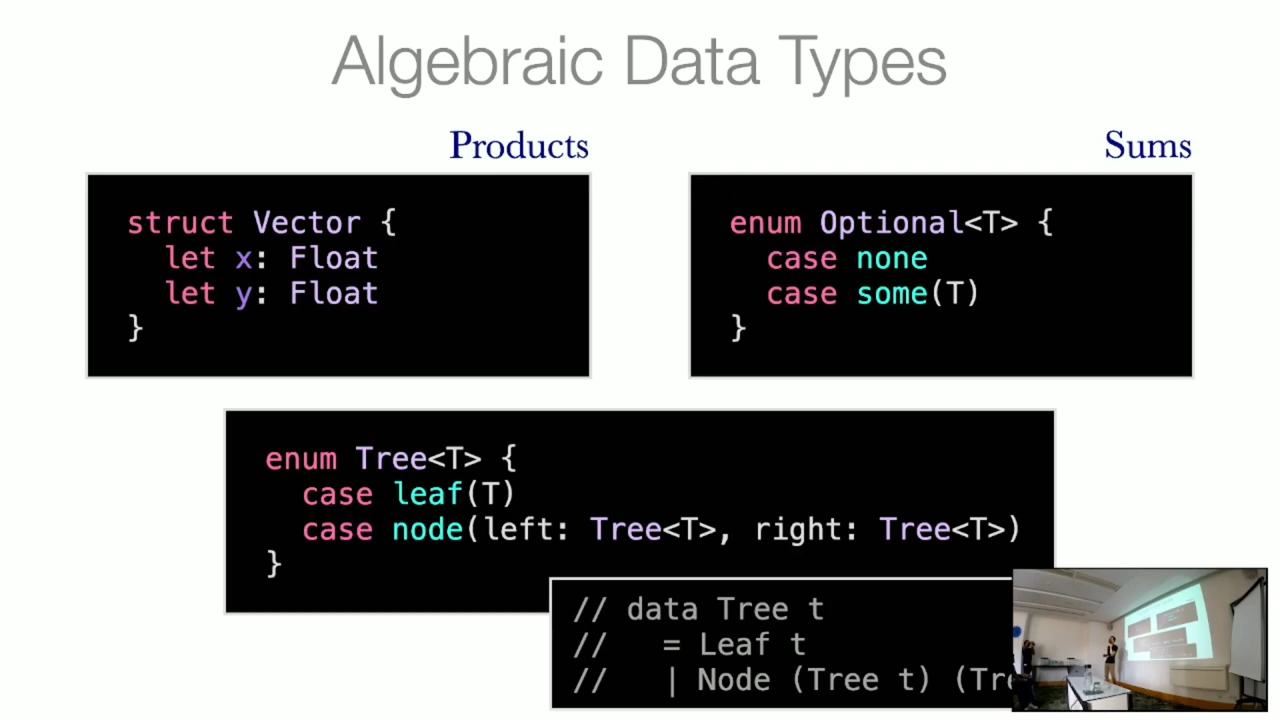 Algebraic Data Types
Products
struct Vector {
let x: Float
let y: Float
}
Sums
enum Optional<T> {
case none
case some(T)
}
enum Tree<T> {
case leaf(T)
case node(left: Tree<T>, right: Tree<T>)
}
// data Tree t
// = Leaf t
// | Node (Tree t)